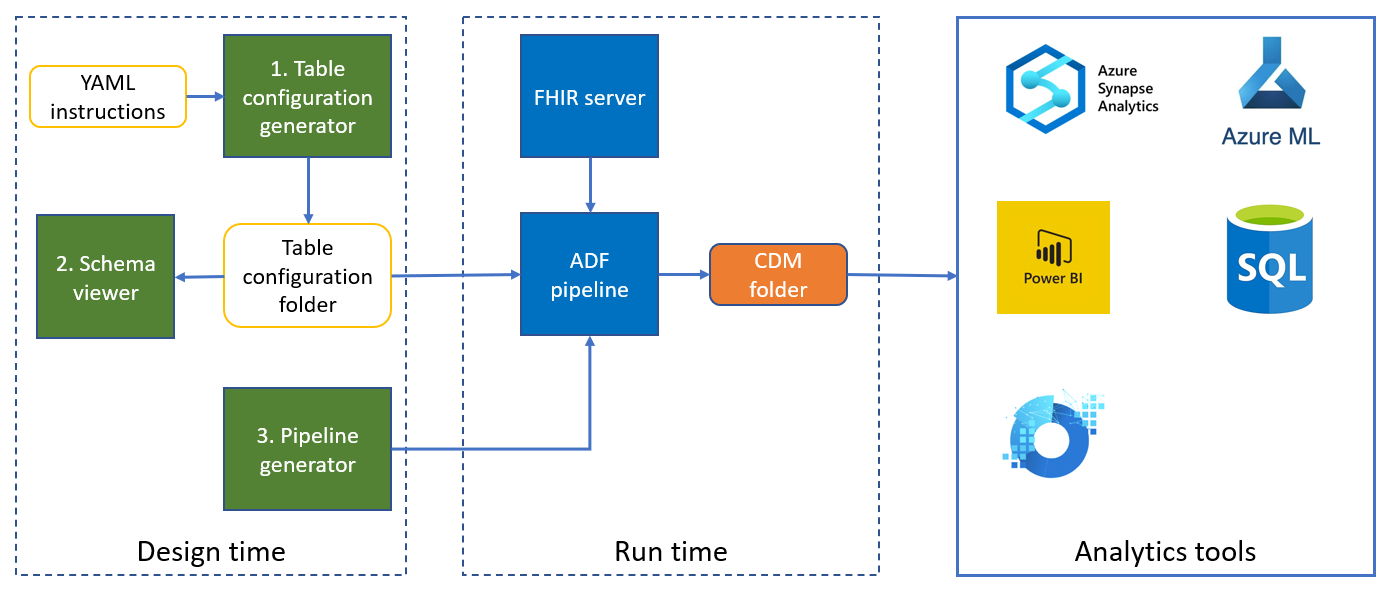 YAML
instructions
1. Table
configuration
generator
2. Schema
viewer
Table
configuration
folder
3. Pipeline
generator
Design time
FHIR server
ADF
pipeline
CDM
folder
Run time
Azure
Synapse
Analytics
Azure ML
Power BI
SQL
Analytics tools